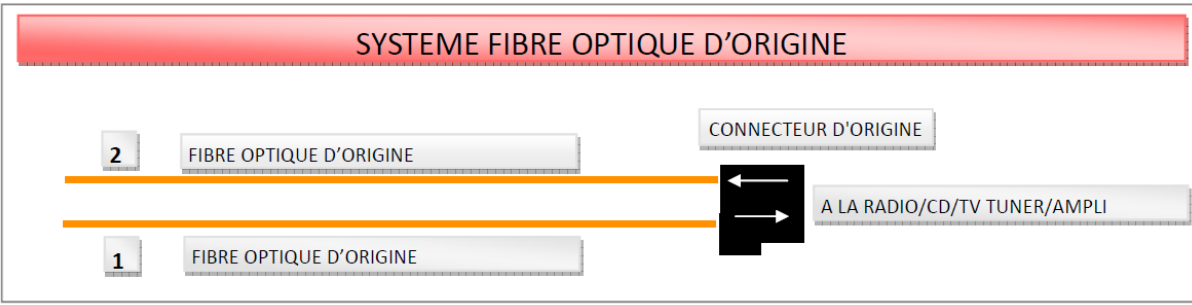 SYSTEME FIBRE OPTIQUE D’ORIGINE
CONNECTEUR D'ORIGINE
2
FIBRE OPTIQUE D’ORIGINE
A LA RADIO/CD/TV TUNER/AMPLI
1
FIBRE OPTIQUE D’ORIGINE